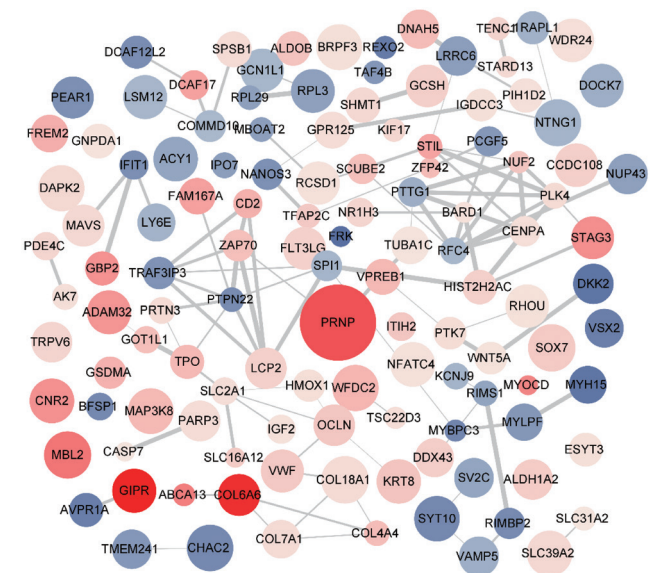 DNAH5
TENC1
TRAPL1
DCAF12L2
SPSB1
ALDOB
BRPF3
REXO2
LRRC6
WDR24
GCN1L1
TAF4B
STARD13
PEAR1
LSM12
DCAF17
RPL29
RPL3
SHMT1
GCSH
PIH1D2
DOCK7
IGDCC3
FREM2
GNPDA1
COMMD10
MBOAT2
GPR125
KIF17
NTNG1
IFIT1
ACY1
IPO7
NANOS3
STIL
PCGF5
NUF2
CCDC108
NUP43
DAPK2
RCSD1
SCUBE2
ZFP42
PTTG1
PLK4
FAM167A
CD2
MAVS
LY6E
TFAP2C
NR1H3
BARD1
CENPA
STAG3
PDE4C
ZAP70
FLT3LG
FRK
TUBA1C
RFC4
GBP2
TRAF3IP3
SPI1
VPREB1
HIST2H2AC
DKK2
AK7
ADAM32
PRTN3
PTPN22
RHOU
PRNP
ITIH2
PTK7
VSX2
TRPV6
GOT1L1
TPO
LCP2
NFATC4
WNT5A
SOX7
GSDMA
SLC2A1
HMOX1
WFDC2
KCNJ9
RIMS1
MYOCD
MYH15
CNR2
BFSP1
MAP3K8
PARP3
IGF2
OCLN
TSC22D3
MYBPC3
MYLPF
MBL2
CASP7
SLC16A12
DDX43
ESYT3
GIPR
ABCA13
COL6A6
VWF
COL18A1
KRT8
SV2C
ALDH1A2
AVPR1A
SYT10
RIMBP2
SLC31A2
TMEM241
CHAC2
COL7A1
COL4A4
VAMP5
SLC39A2